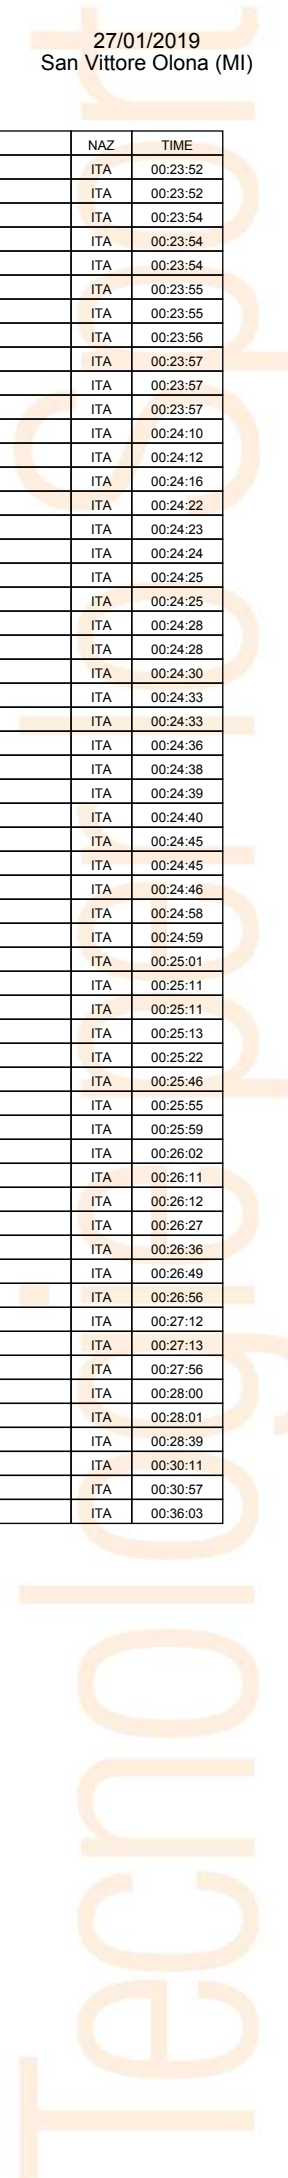 27/01/2019
San Vittore Olona (MI)
NAZ TIME
ITA 00:23:52
ITA 00:23:52
ITA 00:23:54
ITA 00:23:54
ITA 00:23:54
ITA 00:23:55
ITA 00:23:55
ITA 00:23:56
ITA 00:23:57
ITA 00:23:57
ITA 00:23:57
ITA 00:24:10
ITA 00:24:12
ITA 00:24:16
ITA 00:24:22
ITA 00:24:23
ITA 00:24:24
ITA 00:24:25
ITA 00:24:25
ITA 00:24:28
ITA 00:24:28
ITA 00:24:30
ITA 00:24:33
ITA 00:24:33
ITA 00:24:36
ITA 00:24:38
ITA 00:24:39
ITA 00:24:40
ITA 00:24:45
ITA 00:24:45
ITA 00:24:46
ITA 00:24:58
ITA 00:24:59
ITA 00:25:01
ITA 00:25:11
ITA 00:25:11
ITA 00:25:13
ITA 00:25:22
ITA 00:25:46
ITA 00:25:55
ITA 00:25:59
ITA 00:26:02
ITA 00:26:11
ITA 00:26:12
ITA 00:26:27
ITA 00:26:36
ITA 00:26:49
ITA 00:26:56
ITA 00:27:12
ITA 00:27:13
ITA 00:27:56
ITA 00:28:00
ITA 00:28:01
ITA 00:28:39
ITA 00:30:11
ITA 00:30:57
ITA 00:36:03
Tecnologia per lo Sport